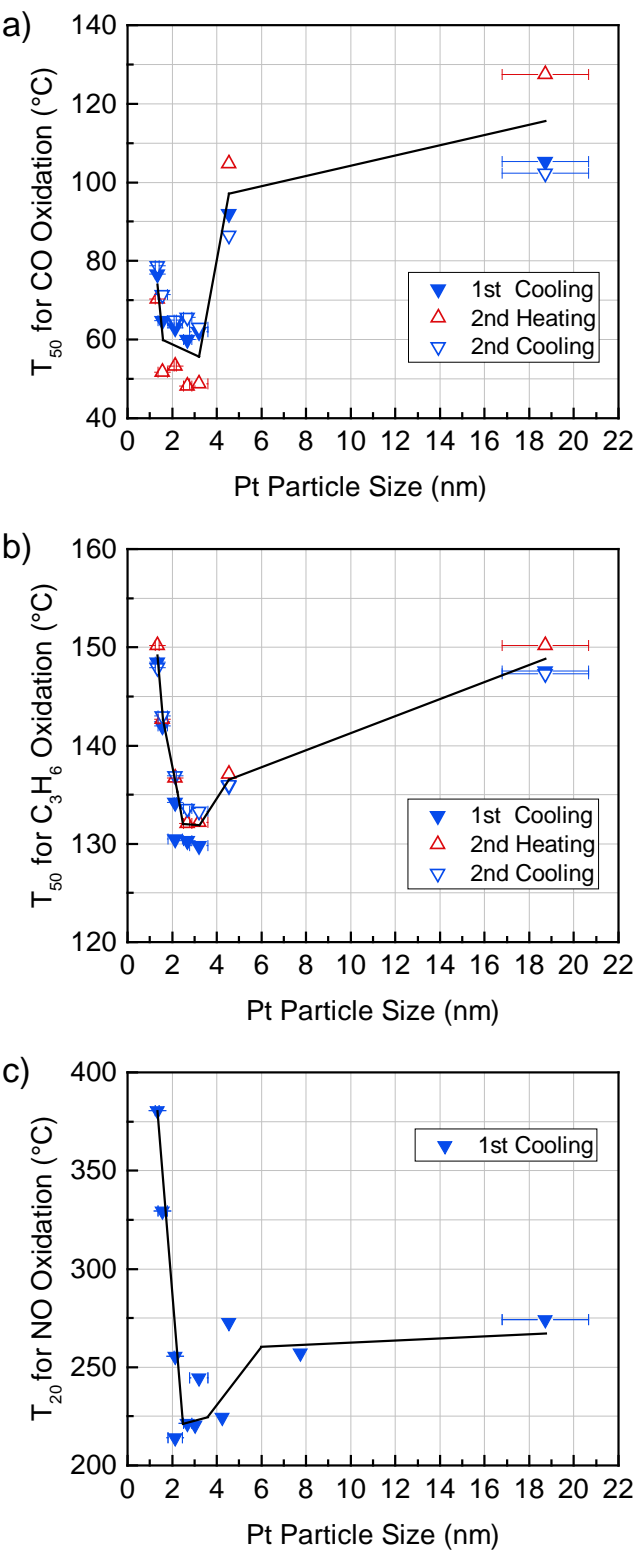 a)
140
120
100
80
60
40
T50 for CO Oxidation (°C)
1st Cooling
2nd Heating
2nd Cooling
0 2 4 6 8 10 12 14 16 18 20 22
Pt Particle Size (nm)
b)
160
150
140
130
120
T50 for C3H6 Oxidation (°C)
1st Cooling
2nd Heating
2nd Cooling
0 2 4 6 8 10 12 14 16 18 20 22
Pt Particle Size (nm)
c)
400
350
300
250
200
T20 for NO Oxidation (°C)
1st Cooling
0 2 4 6 8 10 12 14 16 18 20 22
Pt Particle Size (nm)